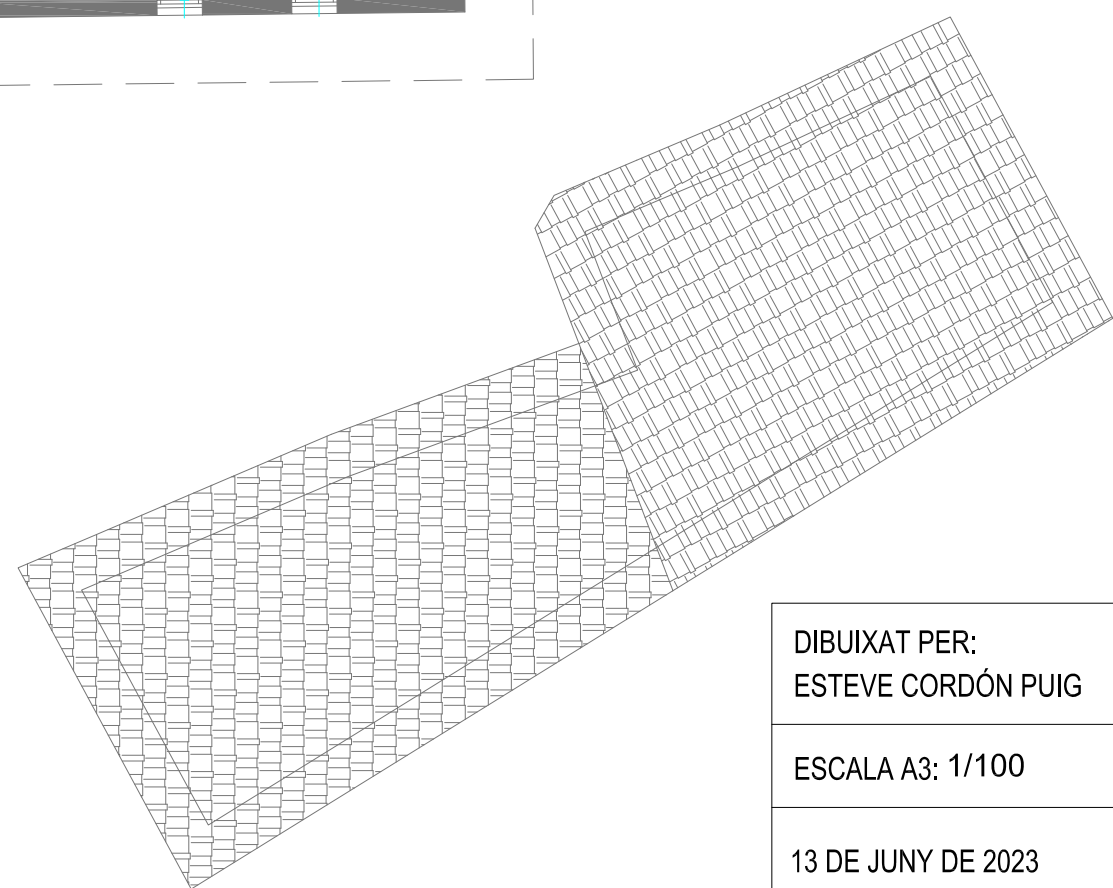 DIBUIXAT PER:
ESTEVE CORDÓN PUIG
ESCALA A3: 1/100
13 DE JUNY DE 2023